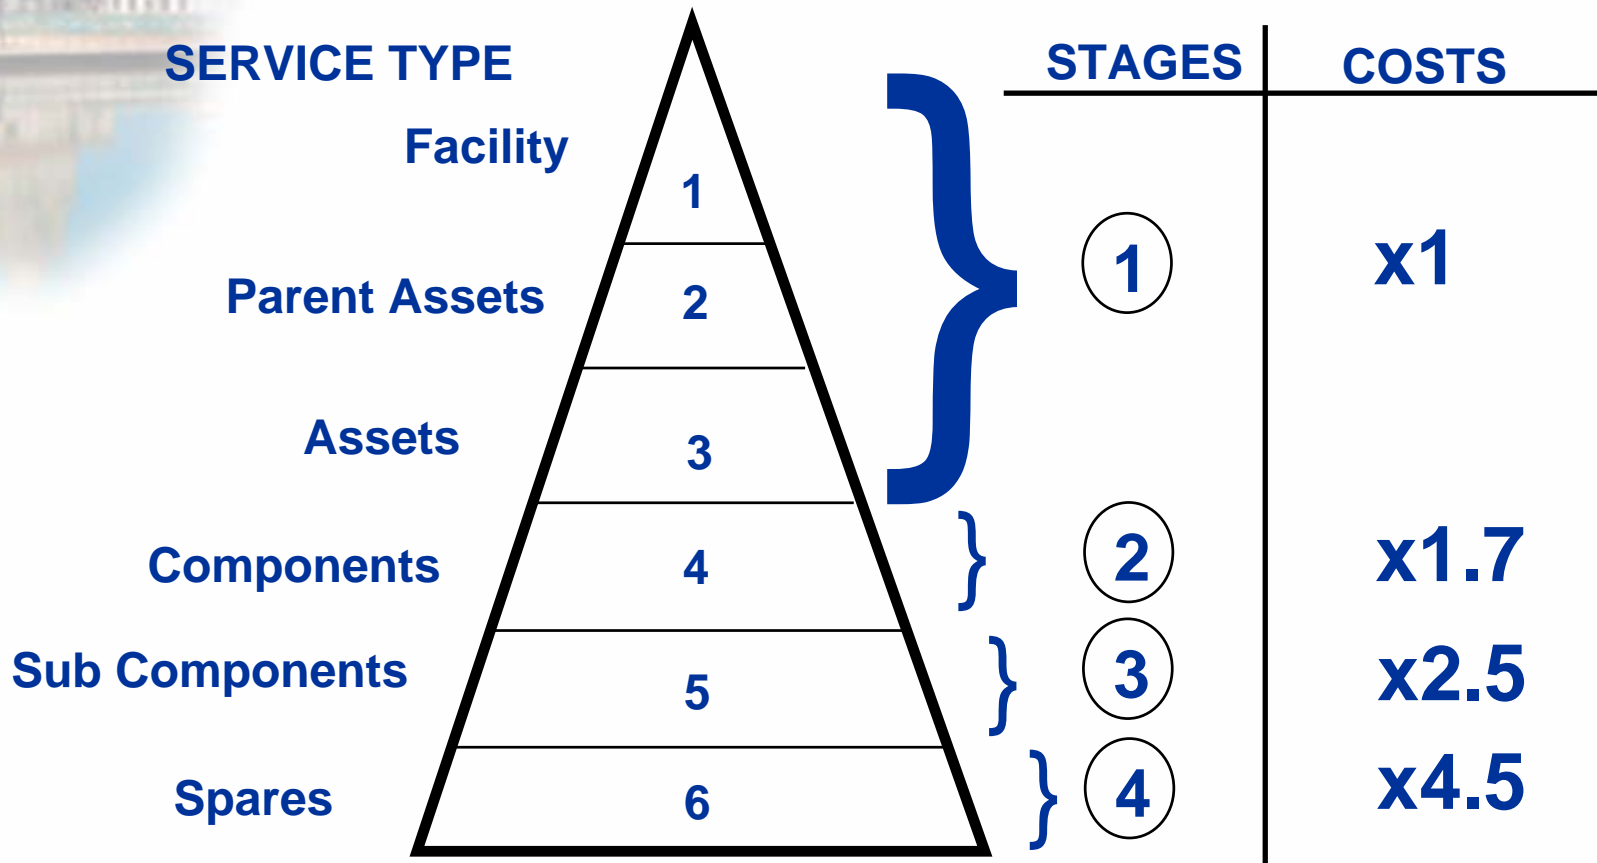 SERVICE TYPE STAGES COSTS
Facility 1
Parent Assets 2 1 x1
Assets 3
Components 4 2 x1.7
Sub Components 5 3 x2.5
Spares 6 4 x4.5